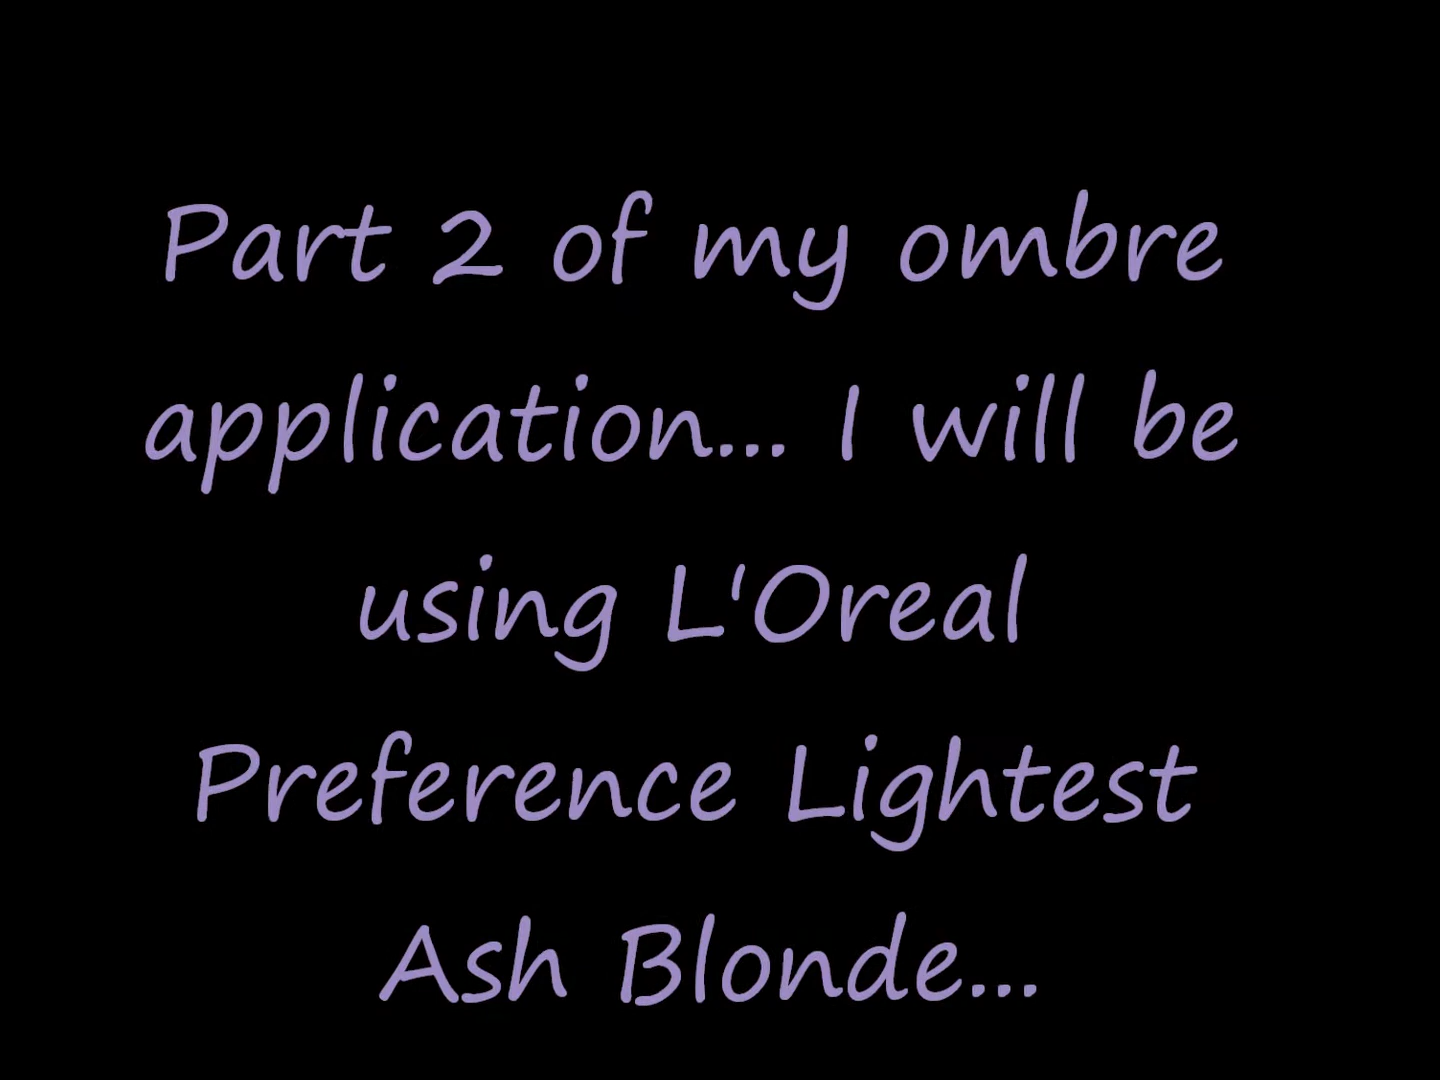 Part 2 of my ombre
application... I will be
using L'Oreal
Preference Lightest
Ash Blonde...